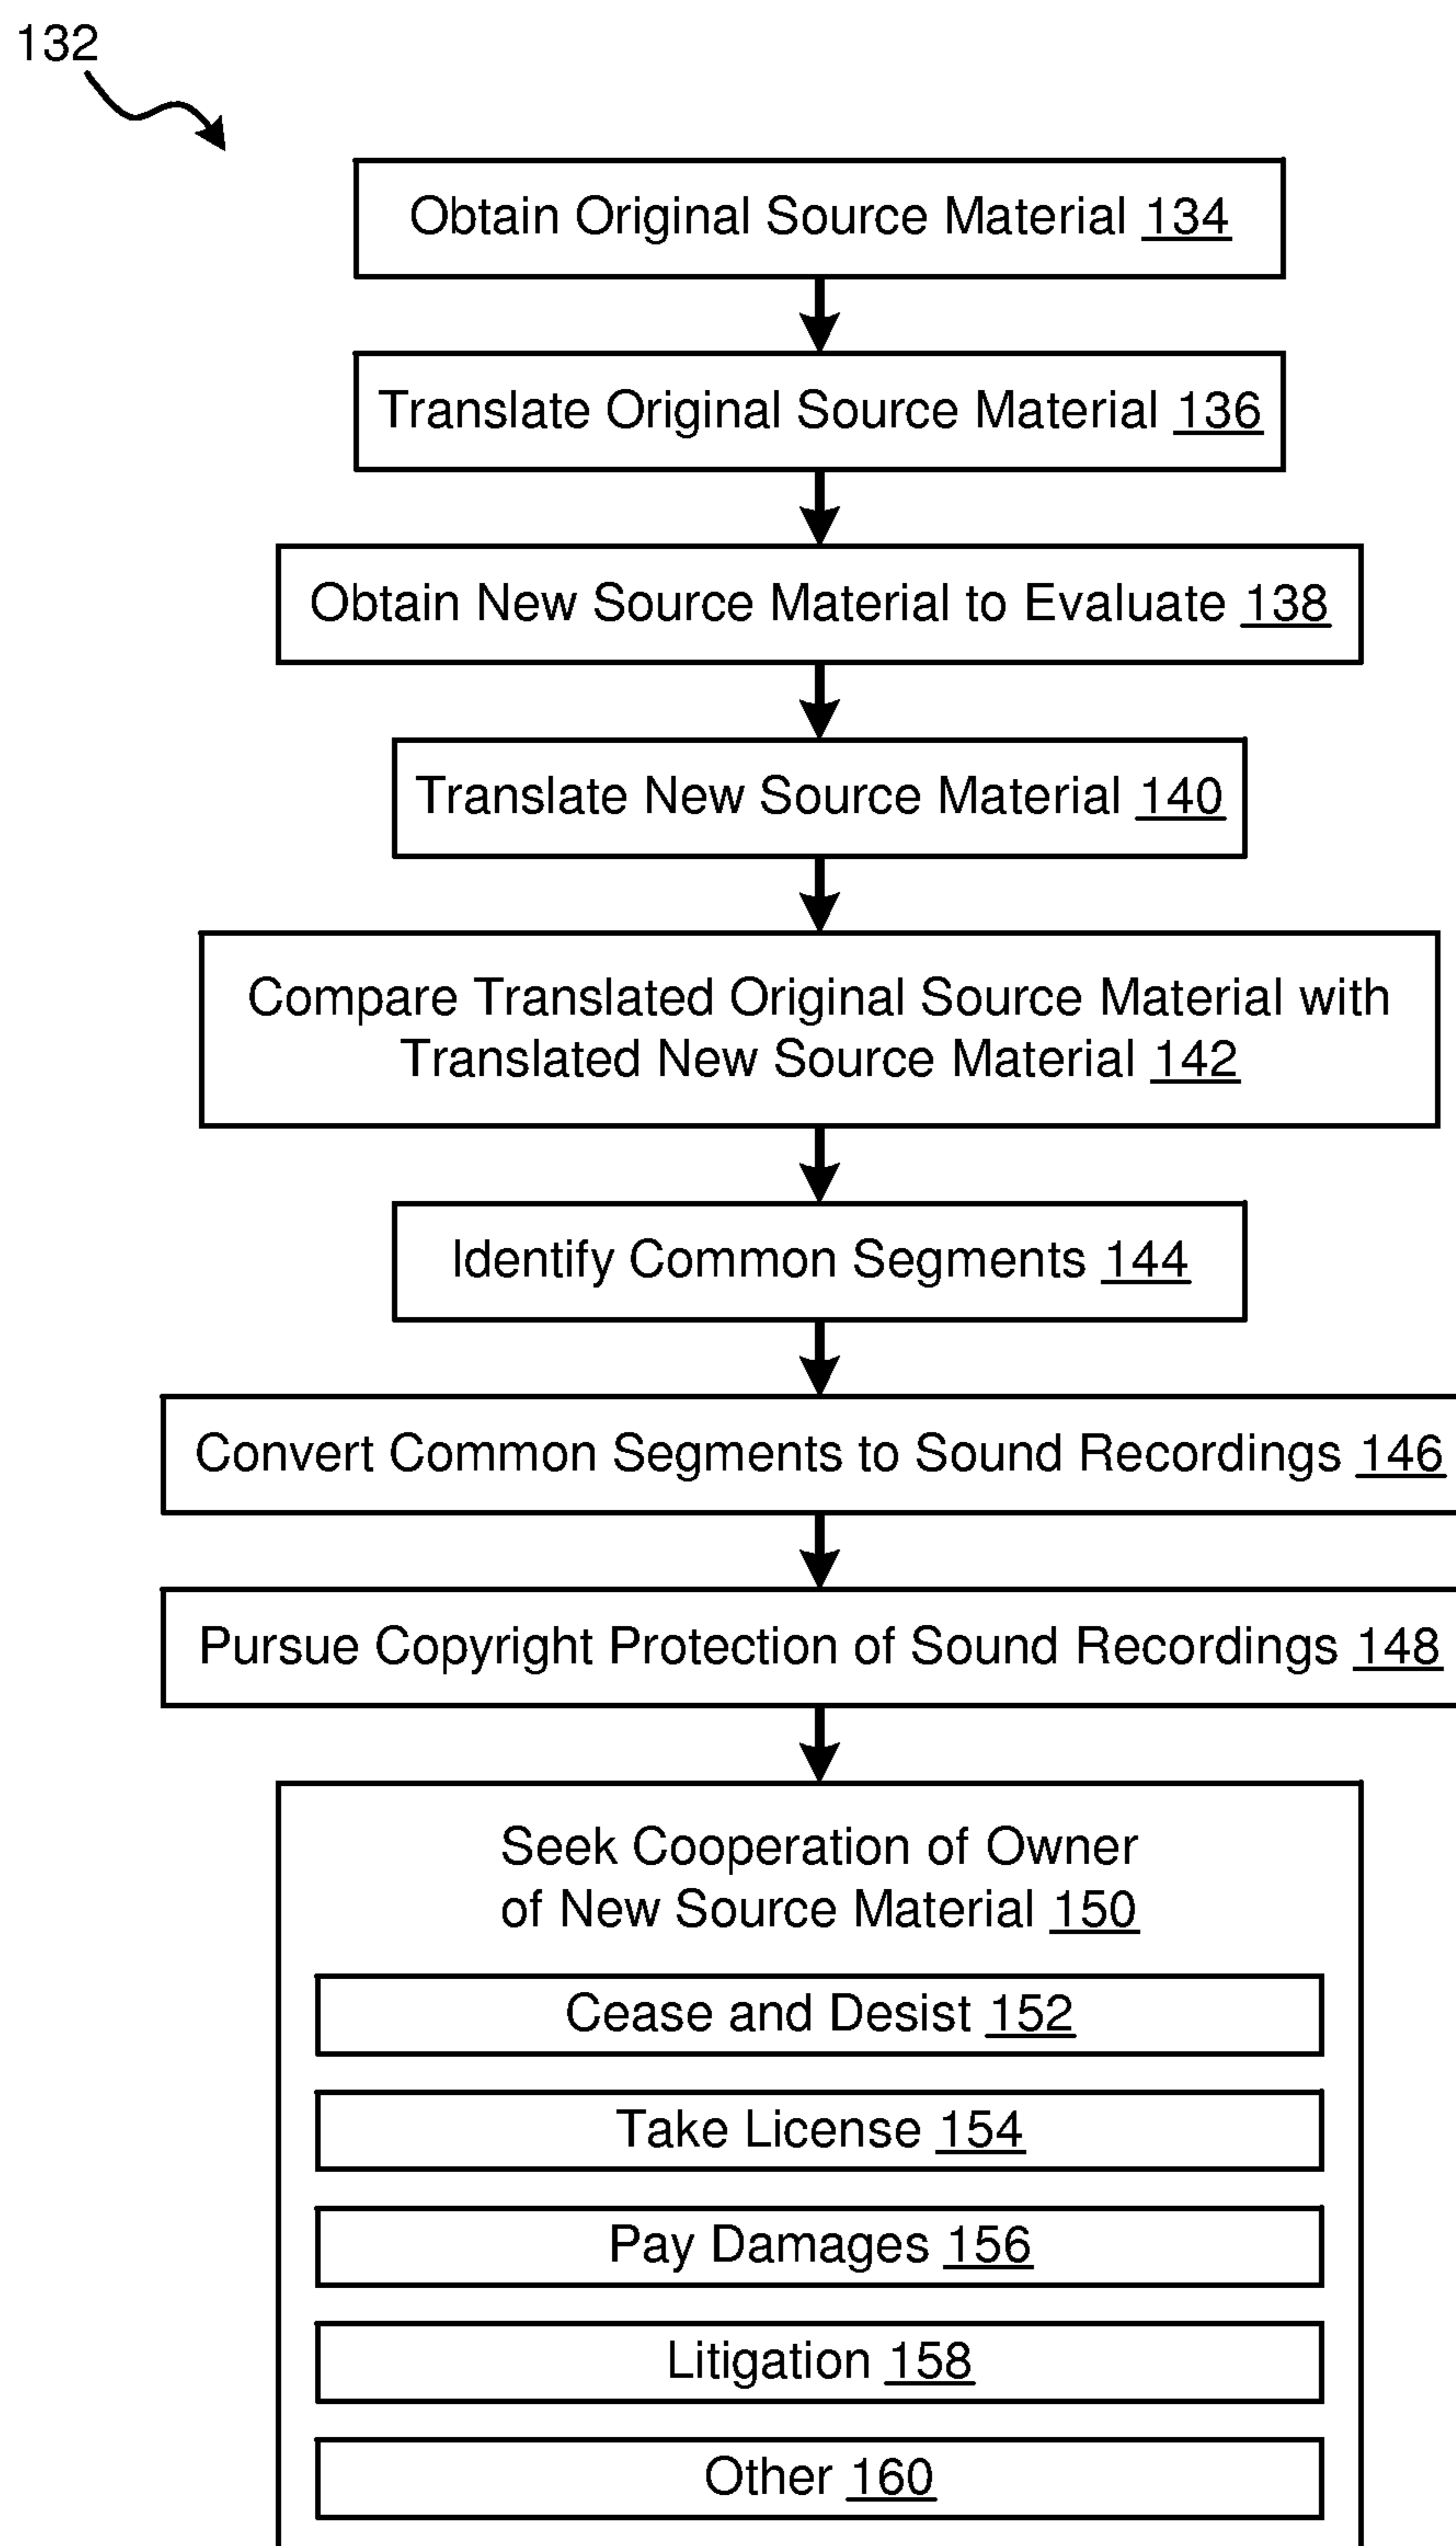 132
Obtain Original Source Material 134
Translate Original Source Material 136
Obtain New Source Material to Evaluate 138
Translate New Source Material 140
Compare Translated Original Source Material with
Translated New Source Material 142
Identify Common Segments 144
Convert Common Segments to Sound Recordings 146
Pursue Copyright Protection of Sound Recordings 148
Seek Cooperation of Owner
of New Source Material 150
Cease and Desist 152
Take License 154
Pay Damages 156
Litigation 158
Other 160